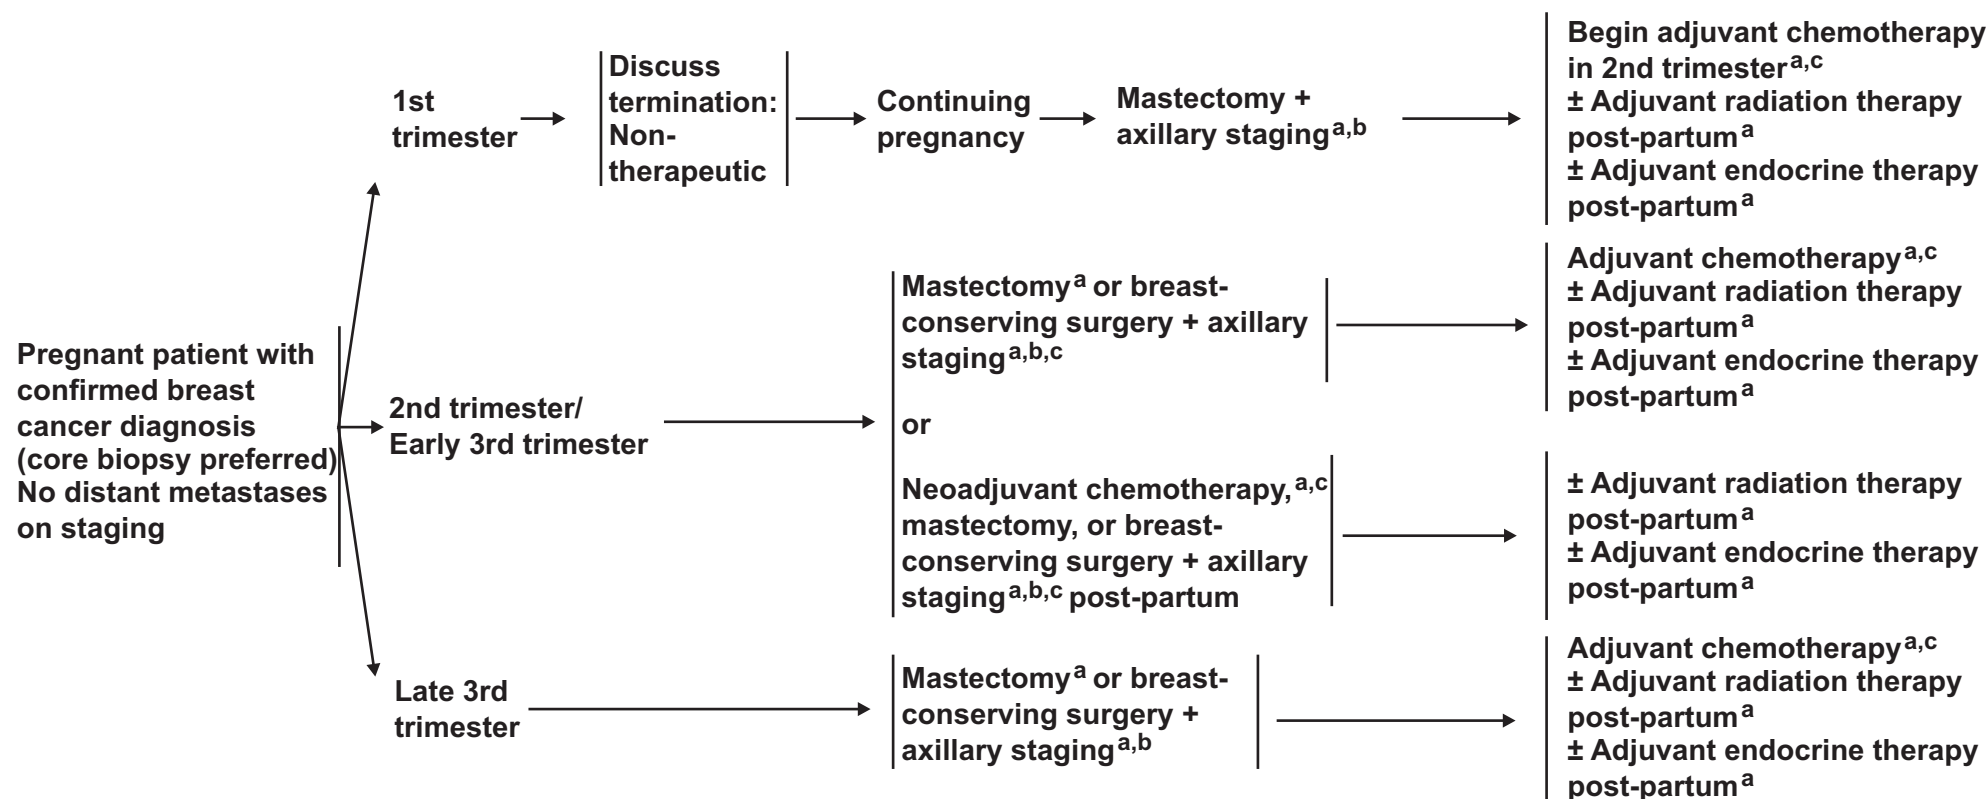 Pregnant patient with
confirmed breast
cancer diagnosis
(core biopsy preferred)
No distant metastases
on staging
1st
trimester
Discuss
termination:
Non-
therapeutic
Continuing
pregnancy
Mastectomy +
axillary staging a,b
Begin adjuvant chemotherapy
in 2nd trimester a,c
± Adjuvant radiation therapy
post-partum a
± Adjuvant endocrine therapy
post-partum a
2nd trimester/
Early 3rd trimester
Mastectomy a or breast-
conserving surgery + axillary
staging a,b,c
Adjuvant chemotherapy a,c
± Adjuvant radiation therapy
post-partum a
± Adjuvant endocrine therapy
post-partum a
or
Neoadjuvant chemotherapy, a,c
mastectomy, or breast-
conserving surgery + axillary
staging a,b,c post-partum
± Adjuvant radiation therapy
post-partum a
± Adjuvant endocrine therapy
post-partum a
Late 3rd
trimester
Mastectomy a or breast-
conserving surgery +
axillary staging a,b
Adjuvant chemotherapy a,c
± Adjuvant radiation therapy
post-partum a
± Adjuvant endocrine therapy
post-partum a